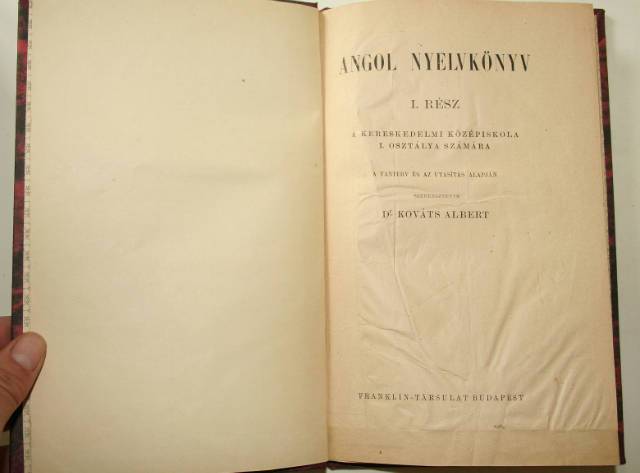 ANGOL NYELVKÖNYV
I. RÉSZ
A KERESKEDELMI KÖZÉPISKOLA
I. OSZTÁLYA SZÁMÁRA
A TANTERV ÉS AZ UTASÍTÁS ALAPJÁN
Dr KOVÁTS ALBERT
FRANKLIN-TÁRSULAT BUDAPEST